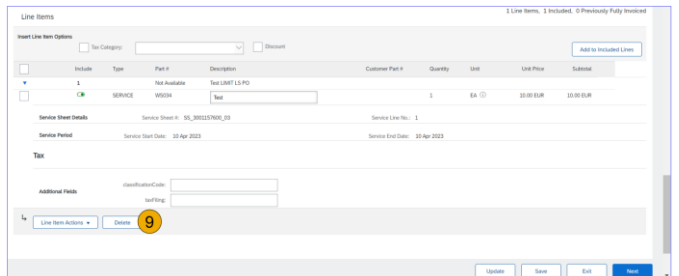 Line Items
1 Line Items, 1 Included, 0 Previously Fully Invoiced
Insert Line Item Options
Tax Category: Discount
Add to Included Lines
Include Type Part # Description Customer Part # Quantity Unit Unit Price Subtotal
1 Not Available Test LIMIT LS PO
SERVICE WS034 Test 1 EA 10.00 EUR 10.00 EUR
Service Sheet Details Service Sheet #: SS_3001157600_03 Service Line No.: 1
Service Period Service Start Date: 10 Apr 2023 Service End Date: 10 Apr 2023
Tax
Additional Fields
classificationCode:
taxFiling:
Line Item Actions Delete 9
Update Save Exit Next